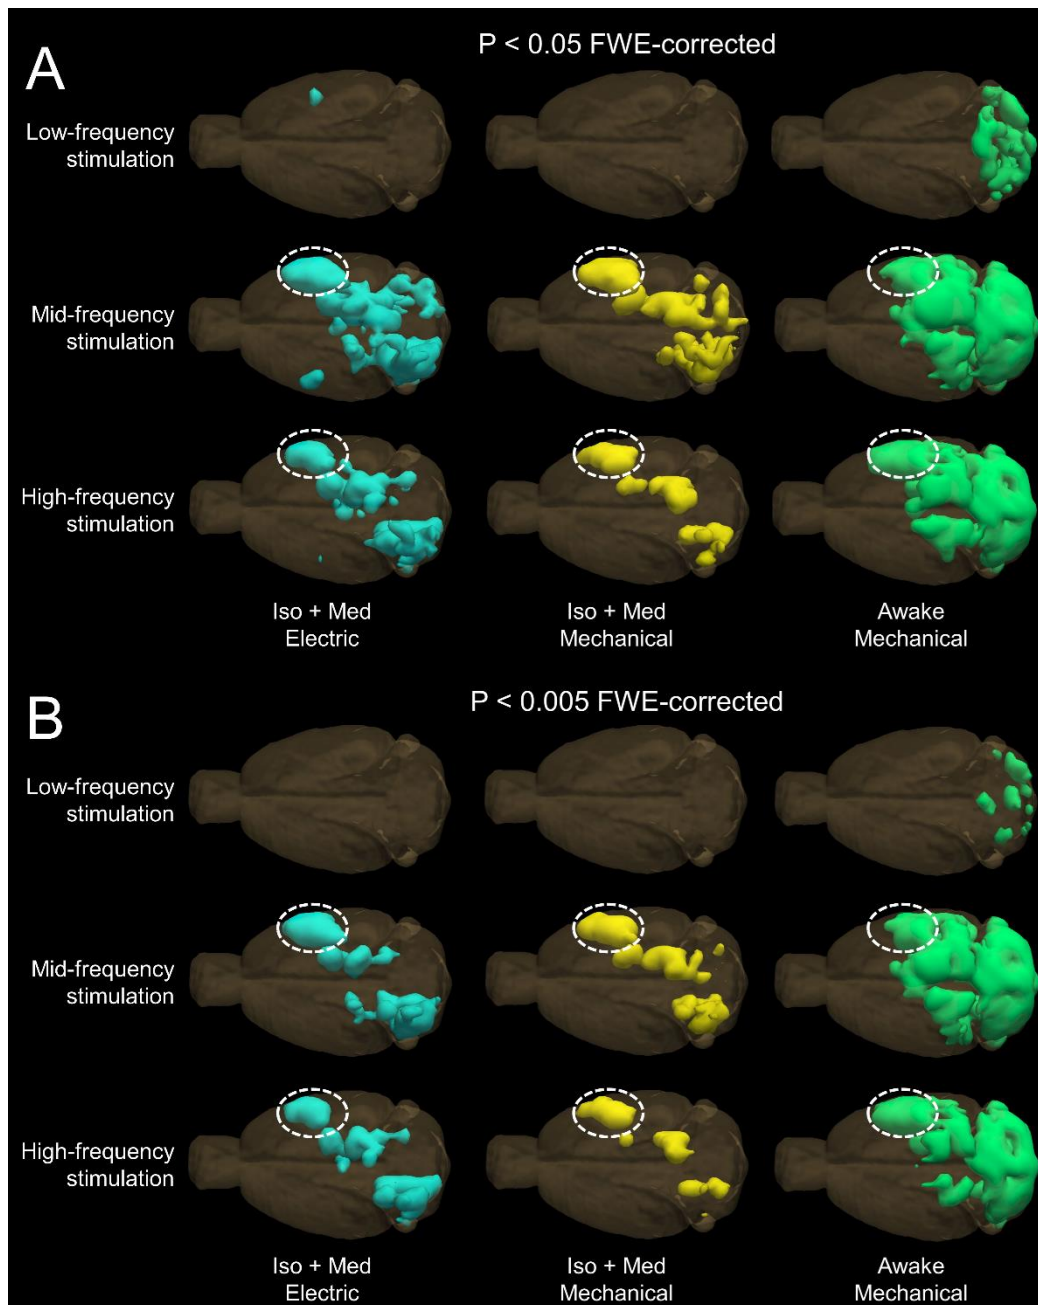 A
P < 0.05 FWE-corrected
Low-frequency
stimulation
Mid-frequency
stimulation
High-frequency
stimulation
Iso + Med
Electric
Iso + Med
Mechanical
Awake
Mechanical
B
P < 0.005 FWE-corrected
Low-frequency
stimulation
Mid-frequency
stimulation
High-frequency
stimulation
Iso + Med
Electric
Iso + Med
Mechanical
Awake
Mechanical